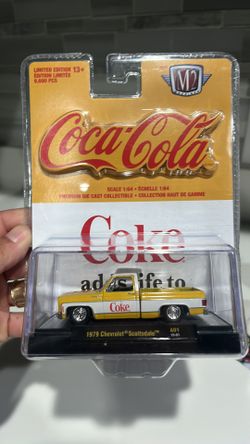 LIMITED EDITION 13+
EDITION LIMITÉE
9,600 PCS
M2
Coca-Cola
SCALE 1:64 • ÉCHELLE 1:64
PREMIUM DIE-CAST COLLECTIBLE • COLLECTION HAUT DE GAMME
Coke
adds life to
Coke
1979 Chevrolet® Scottsdale™
A01